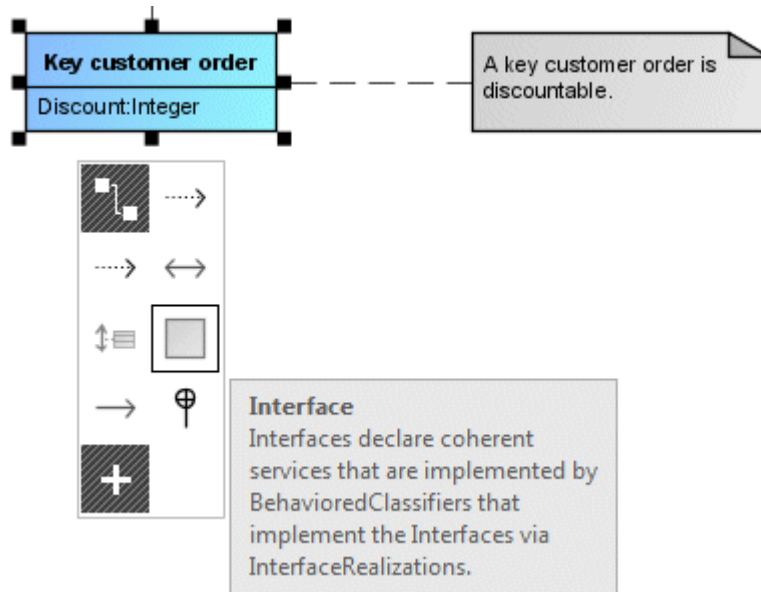 Key customer order
Discount:Integer
A key customer order is
discountable.
Interface
Interfaces declare coherent
services that are implemented by
BehavioredClassifiers that
implement the Interfaces via
InterfaceRealizations.